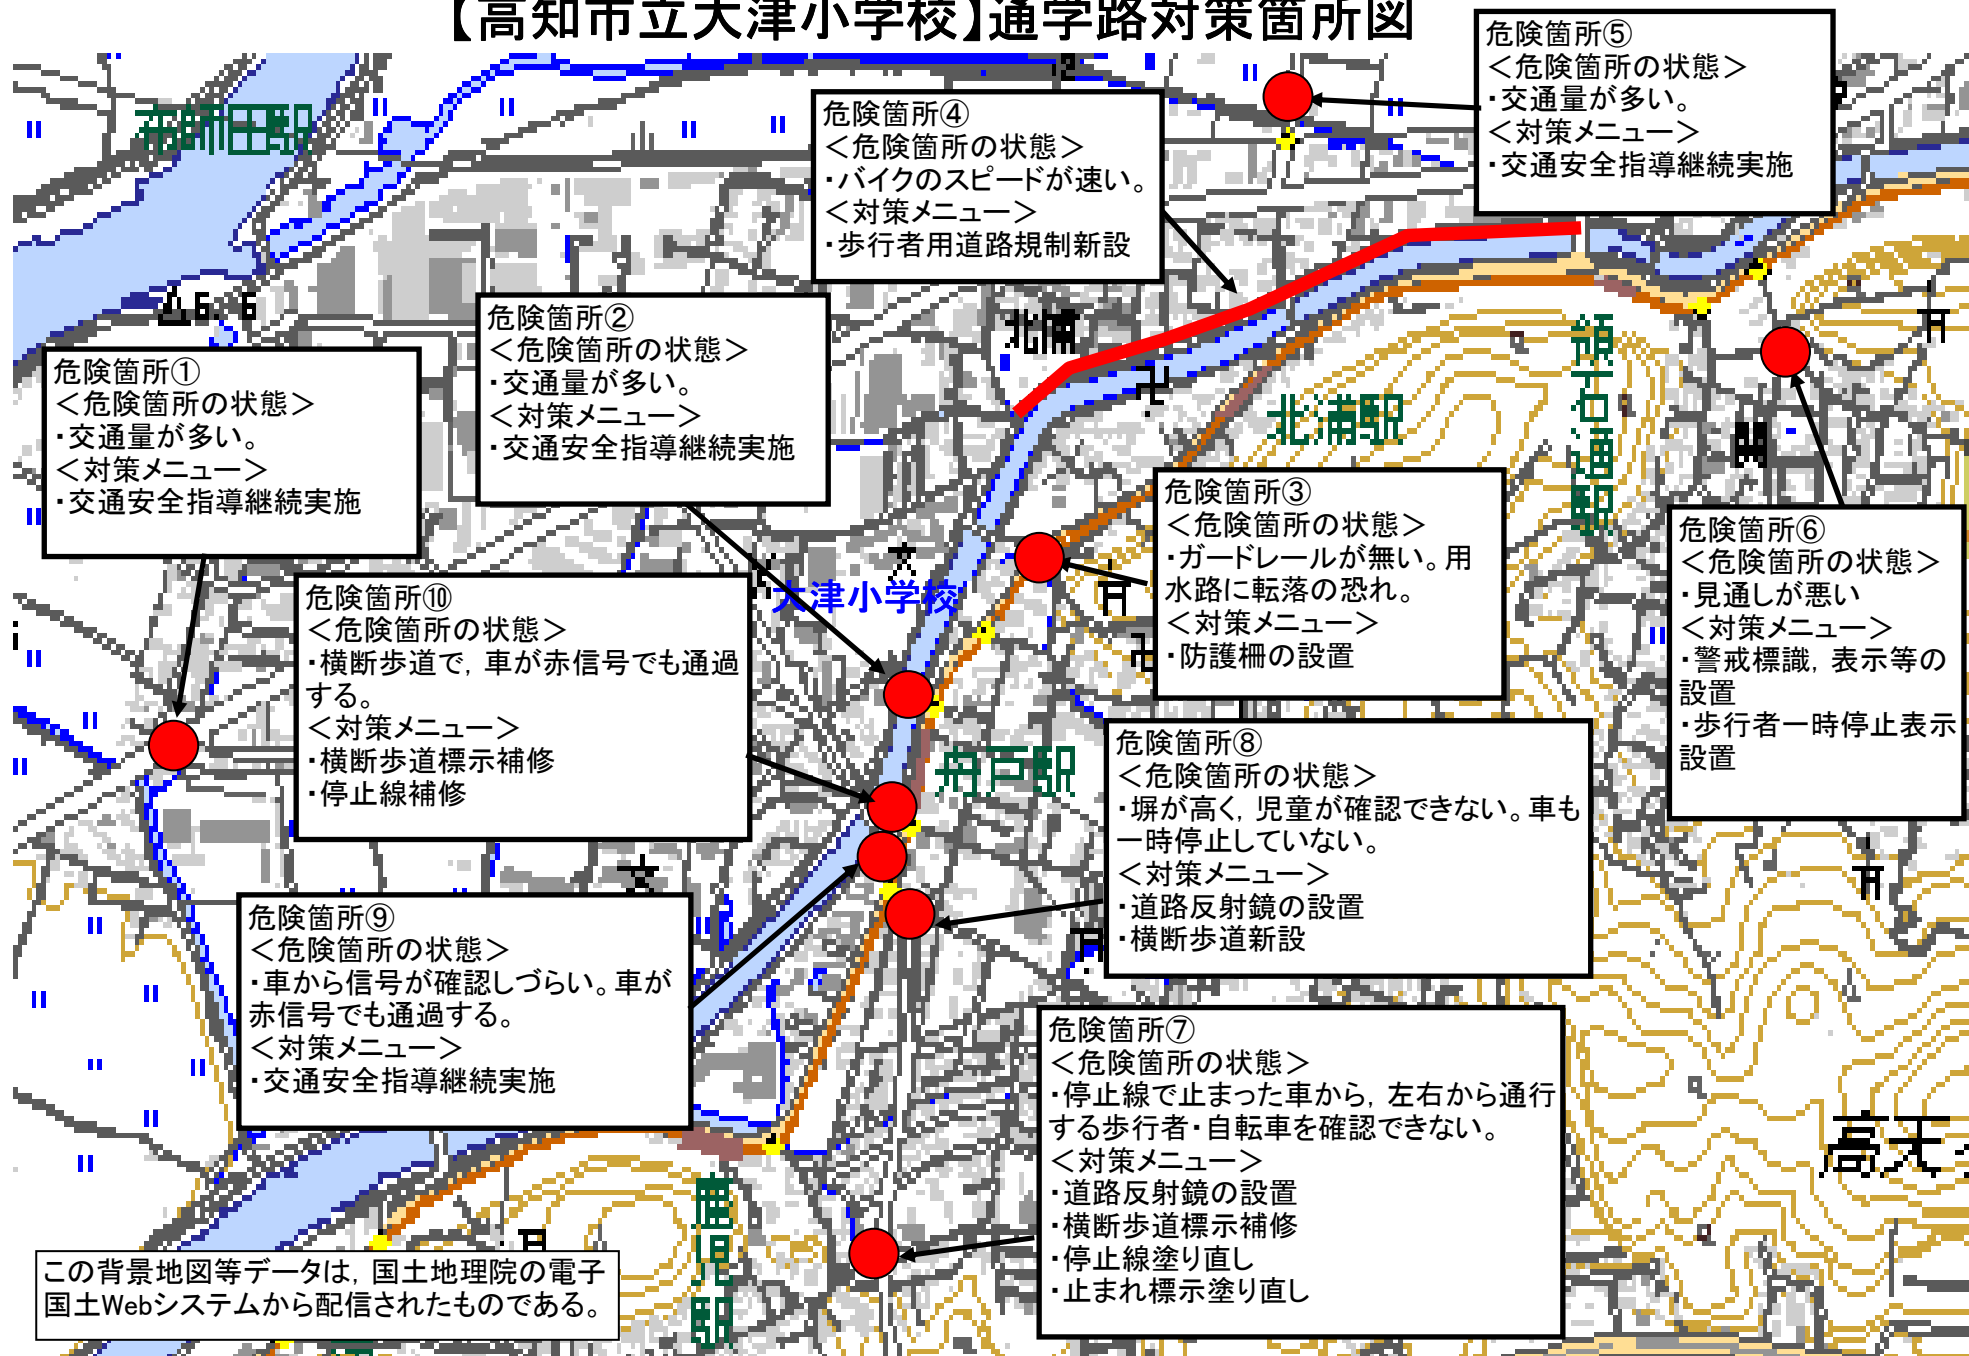 【高知市立大津小学校】通学路対策箇所図
危険箇所⑤
＜危険箇所の状態＞
・交通量が多い。
＜対策メニュー＞
・交通安全指導継続実施
危険箇所④
＜危険箇所の状態＞
・バイクのスピードが速い。
＜対策メニュー＞
・歩行者用道路規制新設
布師田駅
6.6
危険箇所②
＜危険箇所の状態＞
・交通量が多い。
＜対策メニュー＞
・交通安全指導継続実施
北浦
危険箇所①
＜危険箇所の状態＞
・交通量が多い。
＜対策メニュー＞
・交通安全指導継続実施
北浦駅
領石通駅
危険箇所③
＜危険箇所の状態＞
・ガードレールが無い。用
水路に転落の恐れ。
＜対策メニュー＞
・防護柵の設置
危険箇所⑥
＜危険箇所の状態＞
・見通しが悪い
＜対策メニュー＞
・警戒標識，表示等の
設置
・歩行者一時停止表示
設置
大津小学校
危険箇所⑩
＜危険箇所の状態＞
・横断歩道で，車が赤信号でも通過
する。
＜対策メニュー＞
・横断歩道標示補修
・停止線補修
舟戸駅
危険箇所⑧
＜危険箇所の状態＞
・塀が高く，児童が確認できない。車も
一時停止していない。
＜対策メニュー＞
・道路反射鏡の設置
・横断歩道新設
危険箇所⑨
＜危険箇所の状態＞
・車から信号が確認しづらい。車が
赤信号でも通過する。
＜対策メニュー＞
・交通安全指導継続実施
危険箇所⑦
＜危険箇所の状態＞
・停止線で止まった車から，左右から通行
する歩行者・自転車を確認できない。
＜対策メニュー＞
・道路反射鏡の設置
・横断歩道標示補修
・停止線塗り直し
・止まれ標示塗り直し
高天
鹿児駅
この背景地図等データは，国土地理院の電子
国土Webシステムから配信されたものである。